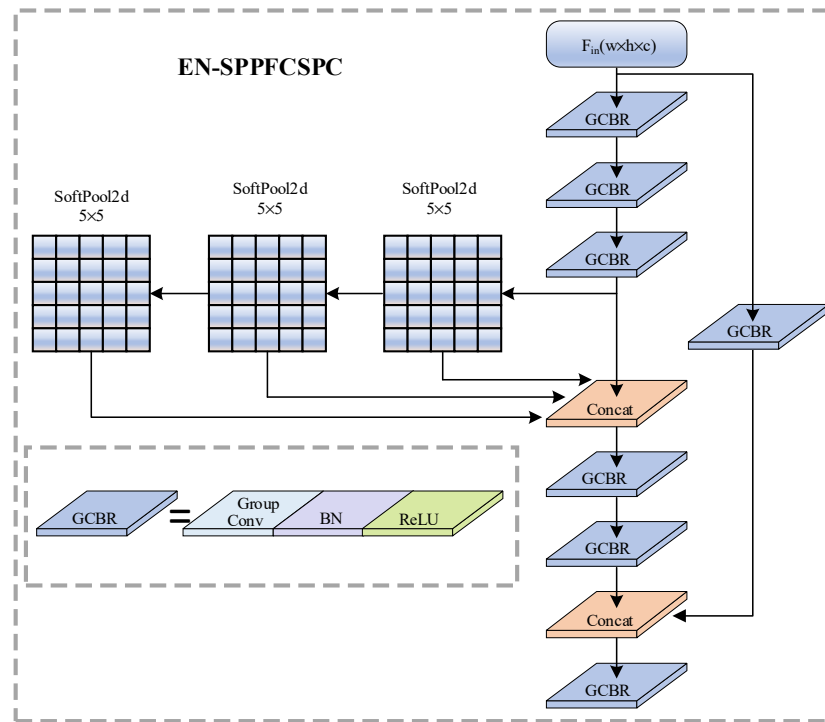 EN-SPPFCSPC
F_in(w×h×c)
GCBR
GCBR
SoftPool2d
5×5
SoftPool2d
5×5
SoftPool2d
5×5
GCBR
GCBR
Concat
GCBR
GCBR
Concat
GCBR
GCBR
=
Group
Conv
BN
ReLU